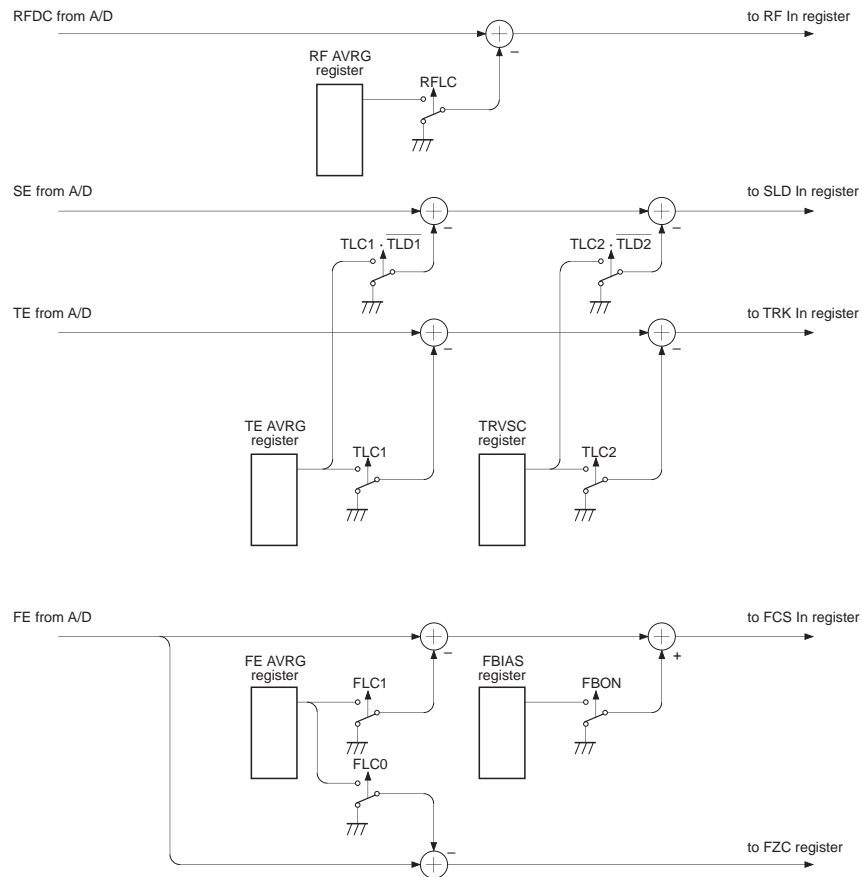 RFDC from A/D
to RF In register
RF AVRG
register
RFLC
–
SE from A/D
to SLD In register
TLC1 · T̅L̅D̅1̅
–
TLC2 · T̅L̅D̅2̅
–
TE from A/D
to TRK In register
–
–
TE AVRG
register
TLC1
TRVSC
register
TLC2
FE from A/D
to FCS In register
–
+
FE AVRG
register
FLC1
FBIAS
register
FBON
FLC0
–
to FZC register